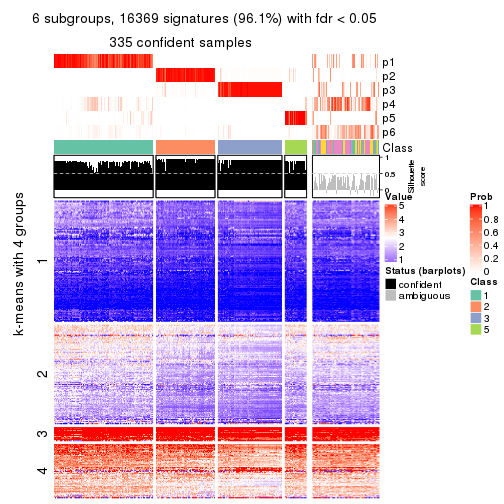 6 subgroups, 16369 signatures (96.1%) with fdr < 0.05
335 confident samples
p1
p2
p3
p4
p5
p6
Class
1
0.5
0
Silhouette
score
k-means with 4 groups
1
2
3
4
Value
5
4
3
2
1
Status (barplots)
confident
ambiguous
Prob
1
0.8
0.6
0.4
0.2
0
Class
1
2
3
5